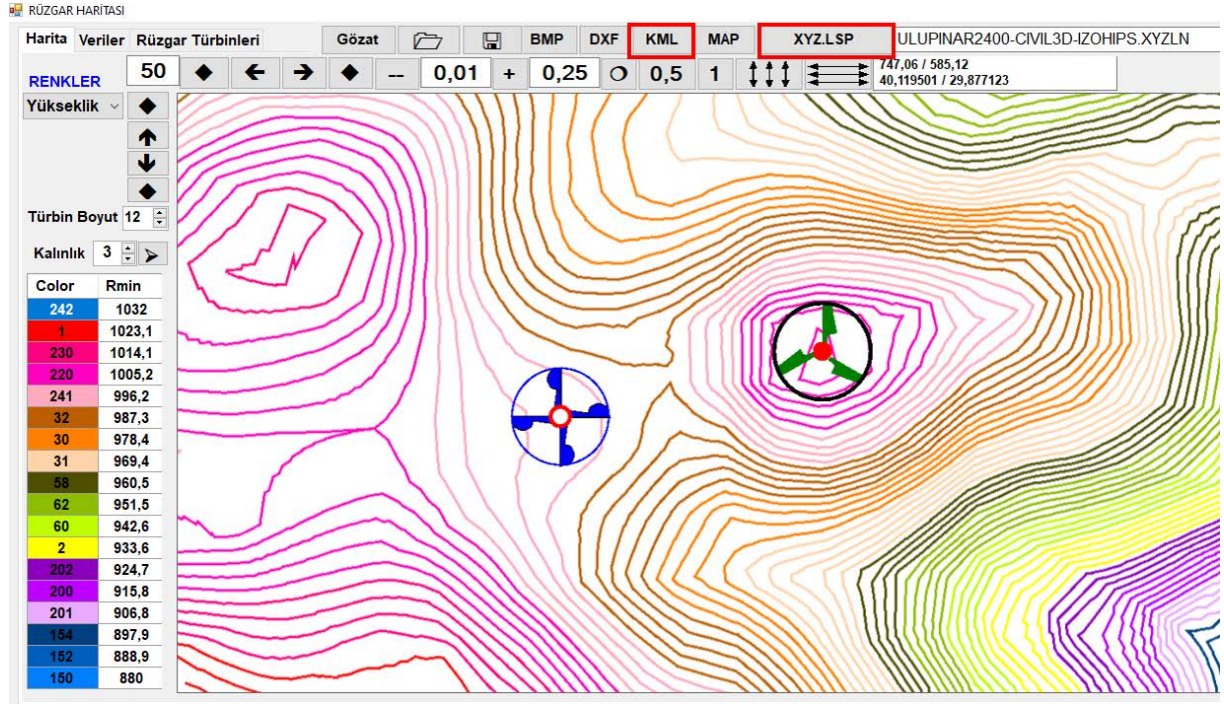 RÜZGAR HARİTASI
Harita Veriler Rüzgar Türbinleri Gözat BMP DXF KML MAP XYZ.LSP ULUPINAR2400-CIVIL3D-IZOHIPS.XYZLN
RENKLER 50 -- 0,01 + 0,25 0,5 1 747,06 / 585,12
40,119501 / 29,877123
Yükseklik
Türbin Boyut 12
Kalınlık 3
Color Rmin
242 1032
1 1023,1
230 1014,1
220 1005,2
241 996,2
32 987,3
30 978,4
31 969,4
58 960,5
62 951,5
60 942,6
2 933,6
202 924,7
200 915,8
201 906,8
154 897,9
152 888,9
150 880